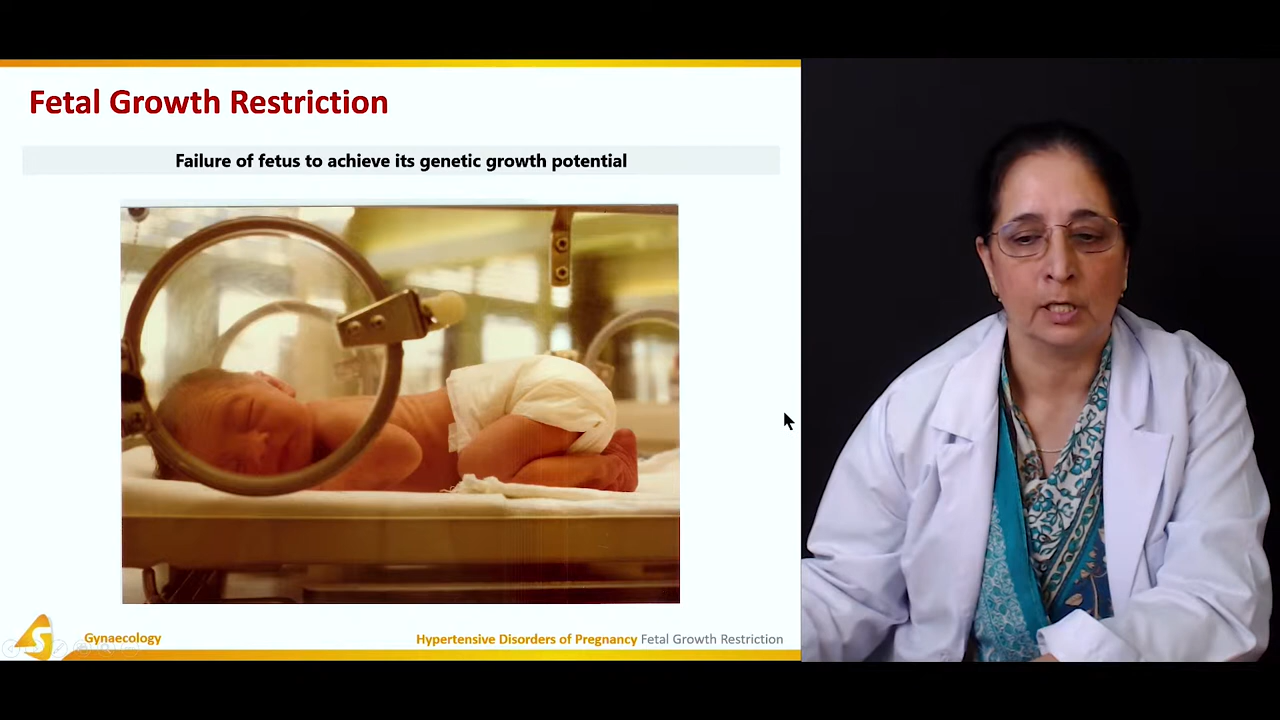 Fetal Growth Restriction
Failure of fetus to achieve its genetic growth potential
S
Gynaecology
Hypertensive Disorders of Pregnancy Fetal Growth Restriction